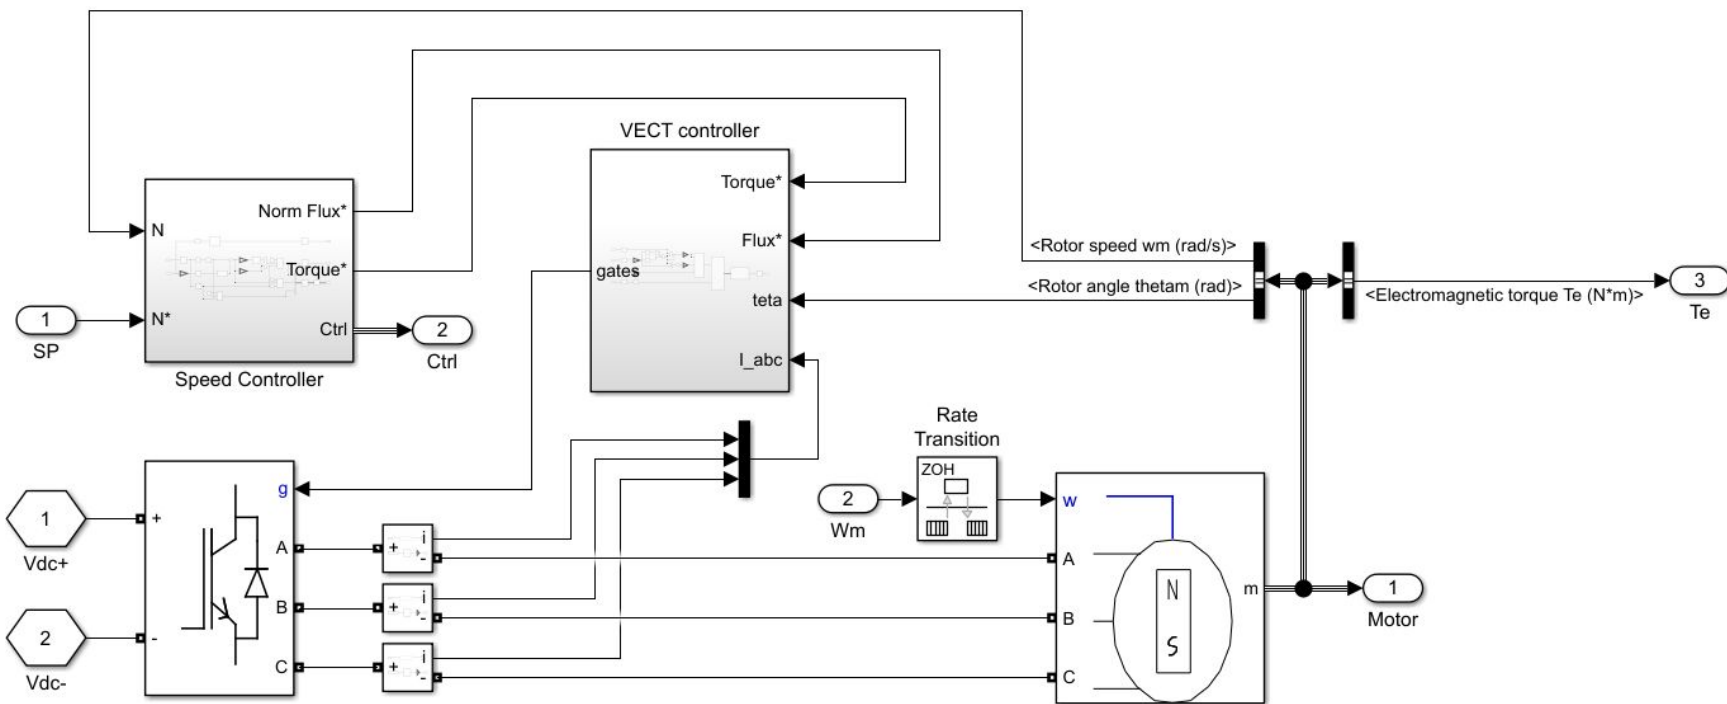 VECT controller
Torque*
Flux*
gates
teta
I_abc
Norm Flux*
N
Torque*
N*
Ctrl
Speed Controller
1
SP
2
Ctrl
<Rotor speed wm (rad/s)>
<Rotor angle thetam (rad)>
<Electromagnetic torque Te (N*m)>
3
Te
Rate
Transition
ZOH
2
Wm
1
Vdc+
2
Vdc-
+
-
g
A
B
C
+
i
-
+
i
-
+
i
-
w
A
B
C
N
S
m
1
Motor